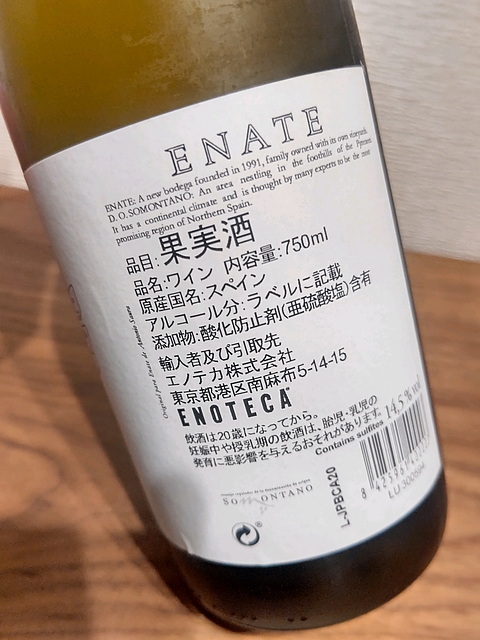 ENATE
ENATE: A new bodega founded in 1991, family owned with its own vineyards.
D.O. SOMONTANO: An area nestling in the foothills of the Pyrenees.
It has a continental climate and is thought by many experts to be the most
promising region of Northern Spain.
品目:果実酒
品名:ワイン 内容量:750ml
原産国名:スペイン
アルコール分:ラベルに記載
添加物:酸化防止剤(亜硫酸塩)含有
輸入者及び引取先
エノテカ株式会社
東京都港区南麻布5-14-15
ENOTECA
飲酒は20歳になってから。
妊娠中や授乳期の飲酒は、胎児・乳児の
発育に悪影響を与えるおそれがあります。
14,5% vol
Contains sulfites
SOMONTANO
L-JPBCA20
LU300594